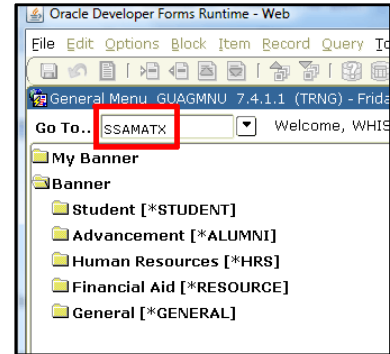 Oracle Developer Forms Runtime - Web
File Edit Options Block Item Record Query
General Menu GUAGMNU 7.4.1.1 (TRNG) -
Go To.. SSAMATX Welcome,
My Banner
Banner
Student [*STUDENT]
Advancement [*ALUMNI]
Human Resources [*HRS]
Financial Aid [*RESOURCE]
General [*GENERAL]